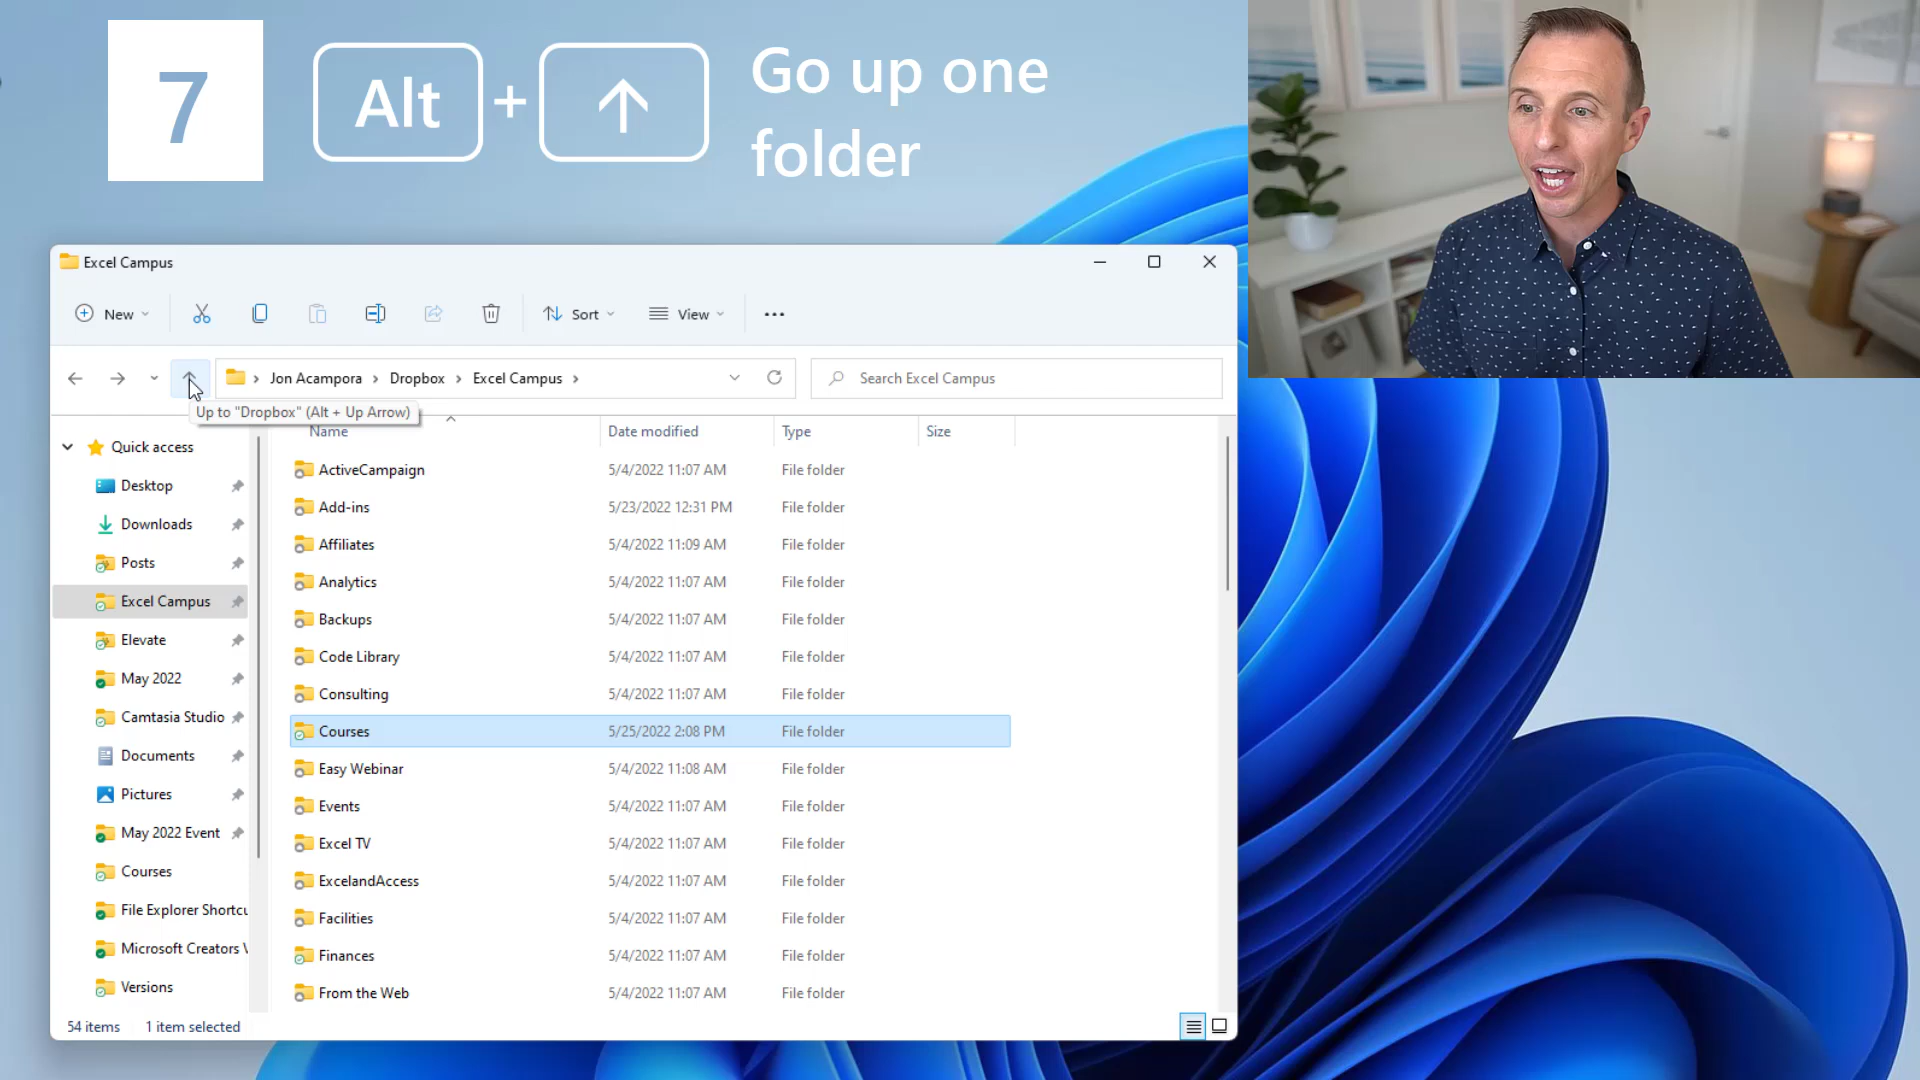 7 Alt + ↑ Go up one
folder
Excel Campus
New Sort View
Jon Acampora > Dropbox > Excel Campus > Search Excel Campus
Up to "Dropbox" (Alt + Up Arrow)
Name Date modified Type Size
Quick access
Desktop
Downloads
Posts
Excel Campus
Elevate
May 2022
Camtasia Studio
Documents
Pictures
May 2022 Event
Courses
File Explorer Shortcu
Microsoft Creators
Versions
ActiveCampaign 5/4/2022 11:07 AM File folder
Add-ins 5/23/2022 12:31 PM File folder
Affiliates 5/4/2022 11:09 AM File folder
Analytics 5/4/2022 11:07 AM File folder
Backups 5/4/2022 11:07 AM File folder
Code Library 5/4/2022 11:07 AM File folder
Consulting 5/4/2022 11:07 AM File folder
Courses 5/25/2022 2:08 PM File folder
Easy Webinar 5/4/2022 11:08 AM File folder
Events 5/4/2022 11:07 AM File folder
Excel TV 5/4/2022 11:07 AM File folder
ExcelandAccess 5/4/2022 11:07 AM File folder
Facilities 5/4/2022 11:07 AM File folder
Finances 5/4/2022 11:07 AM File folder
From the Web 5/4/2022 11:07 AM File folder
54 items 1 item selected